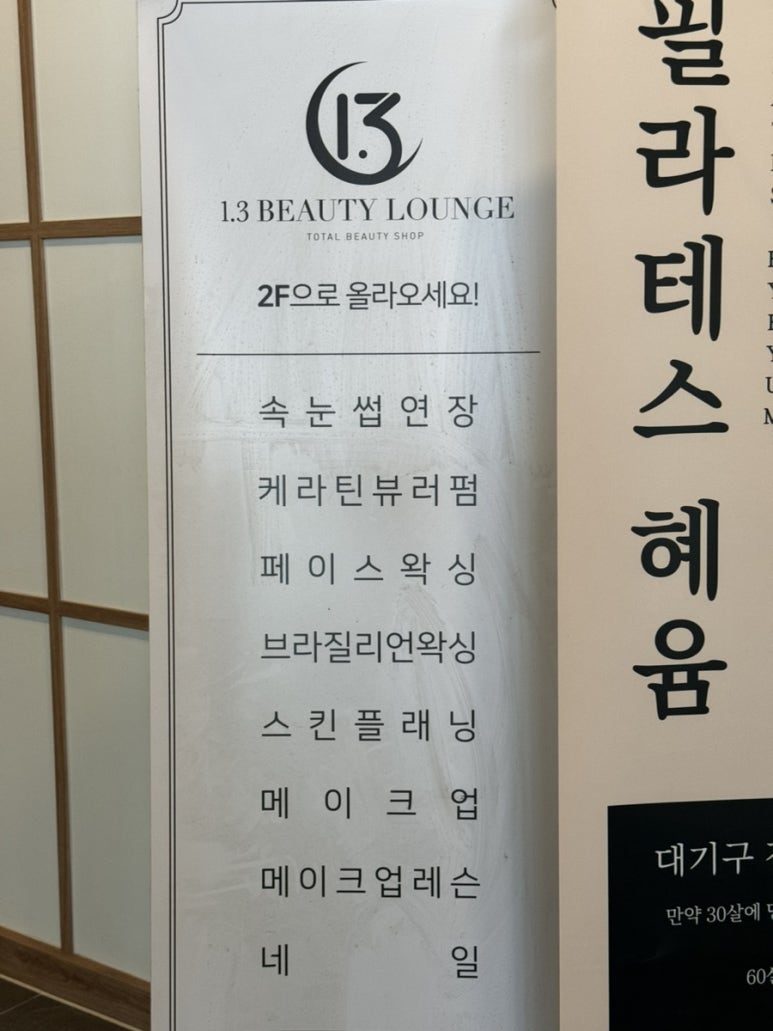 1.3
1.3 BEAUTY LOUNGE
TOTAL BEAUTY SHOP
2F으로 올라오세요!
속눈썹연장
케라틴뷰러펌
페이스왁싱
브라질리언왁싱
스킨플래닝
메이크업
메이크업레슨
네일
필라테스 혜윰
대기구
만약 30살에